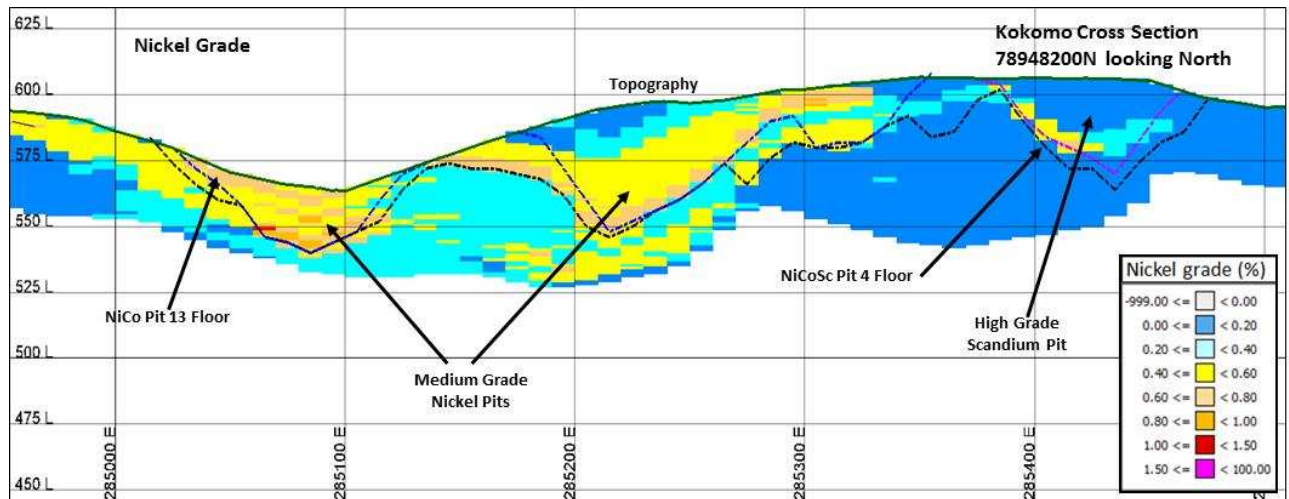 625 L
600 L
575 L
550 L
525 L
500 L
475 L
450 L
Nickel Grade
Topography
Kokomo Cross Section
78948200N looking North
NiCo Pit 13 Floor
Medium Grade
Nickel Pits
NiCoSc Pit 4 Floor
High Grade
Scandium Pit
285000 E
285100 E
285200 E
285300 E
285400 E
Nickel grade (%)
-999.00 <= < 0.00
0.00 <= < 0.20
0.20 <= < 0.40
0.40 <= < 0.60
0.60 <= < 0.80
0.80 <= < 1.00
1.00 <= < 1.50
1.50 <= < 100.00